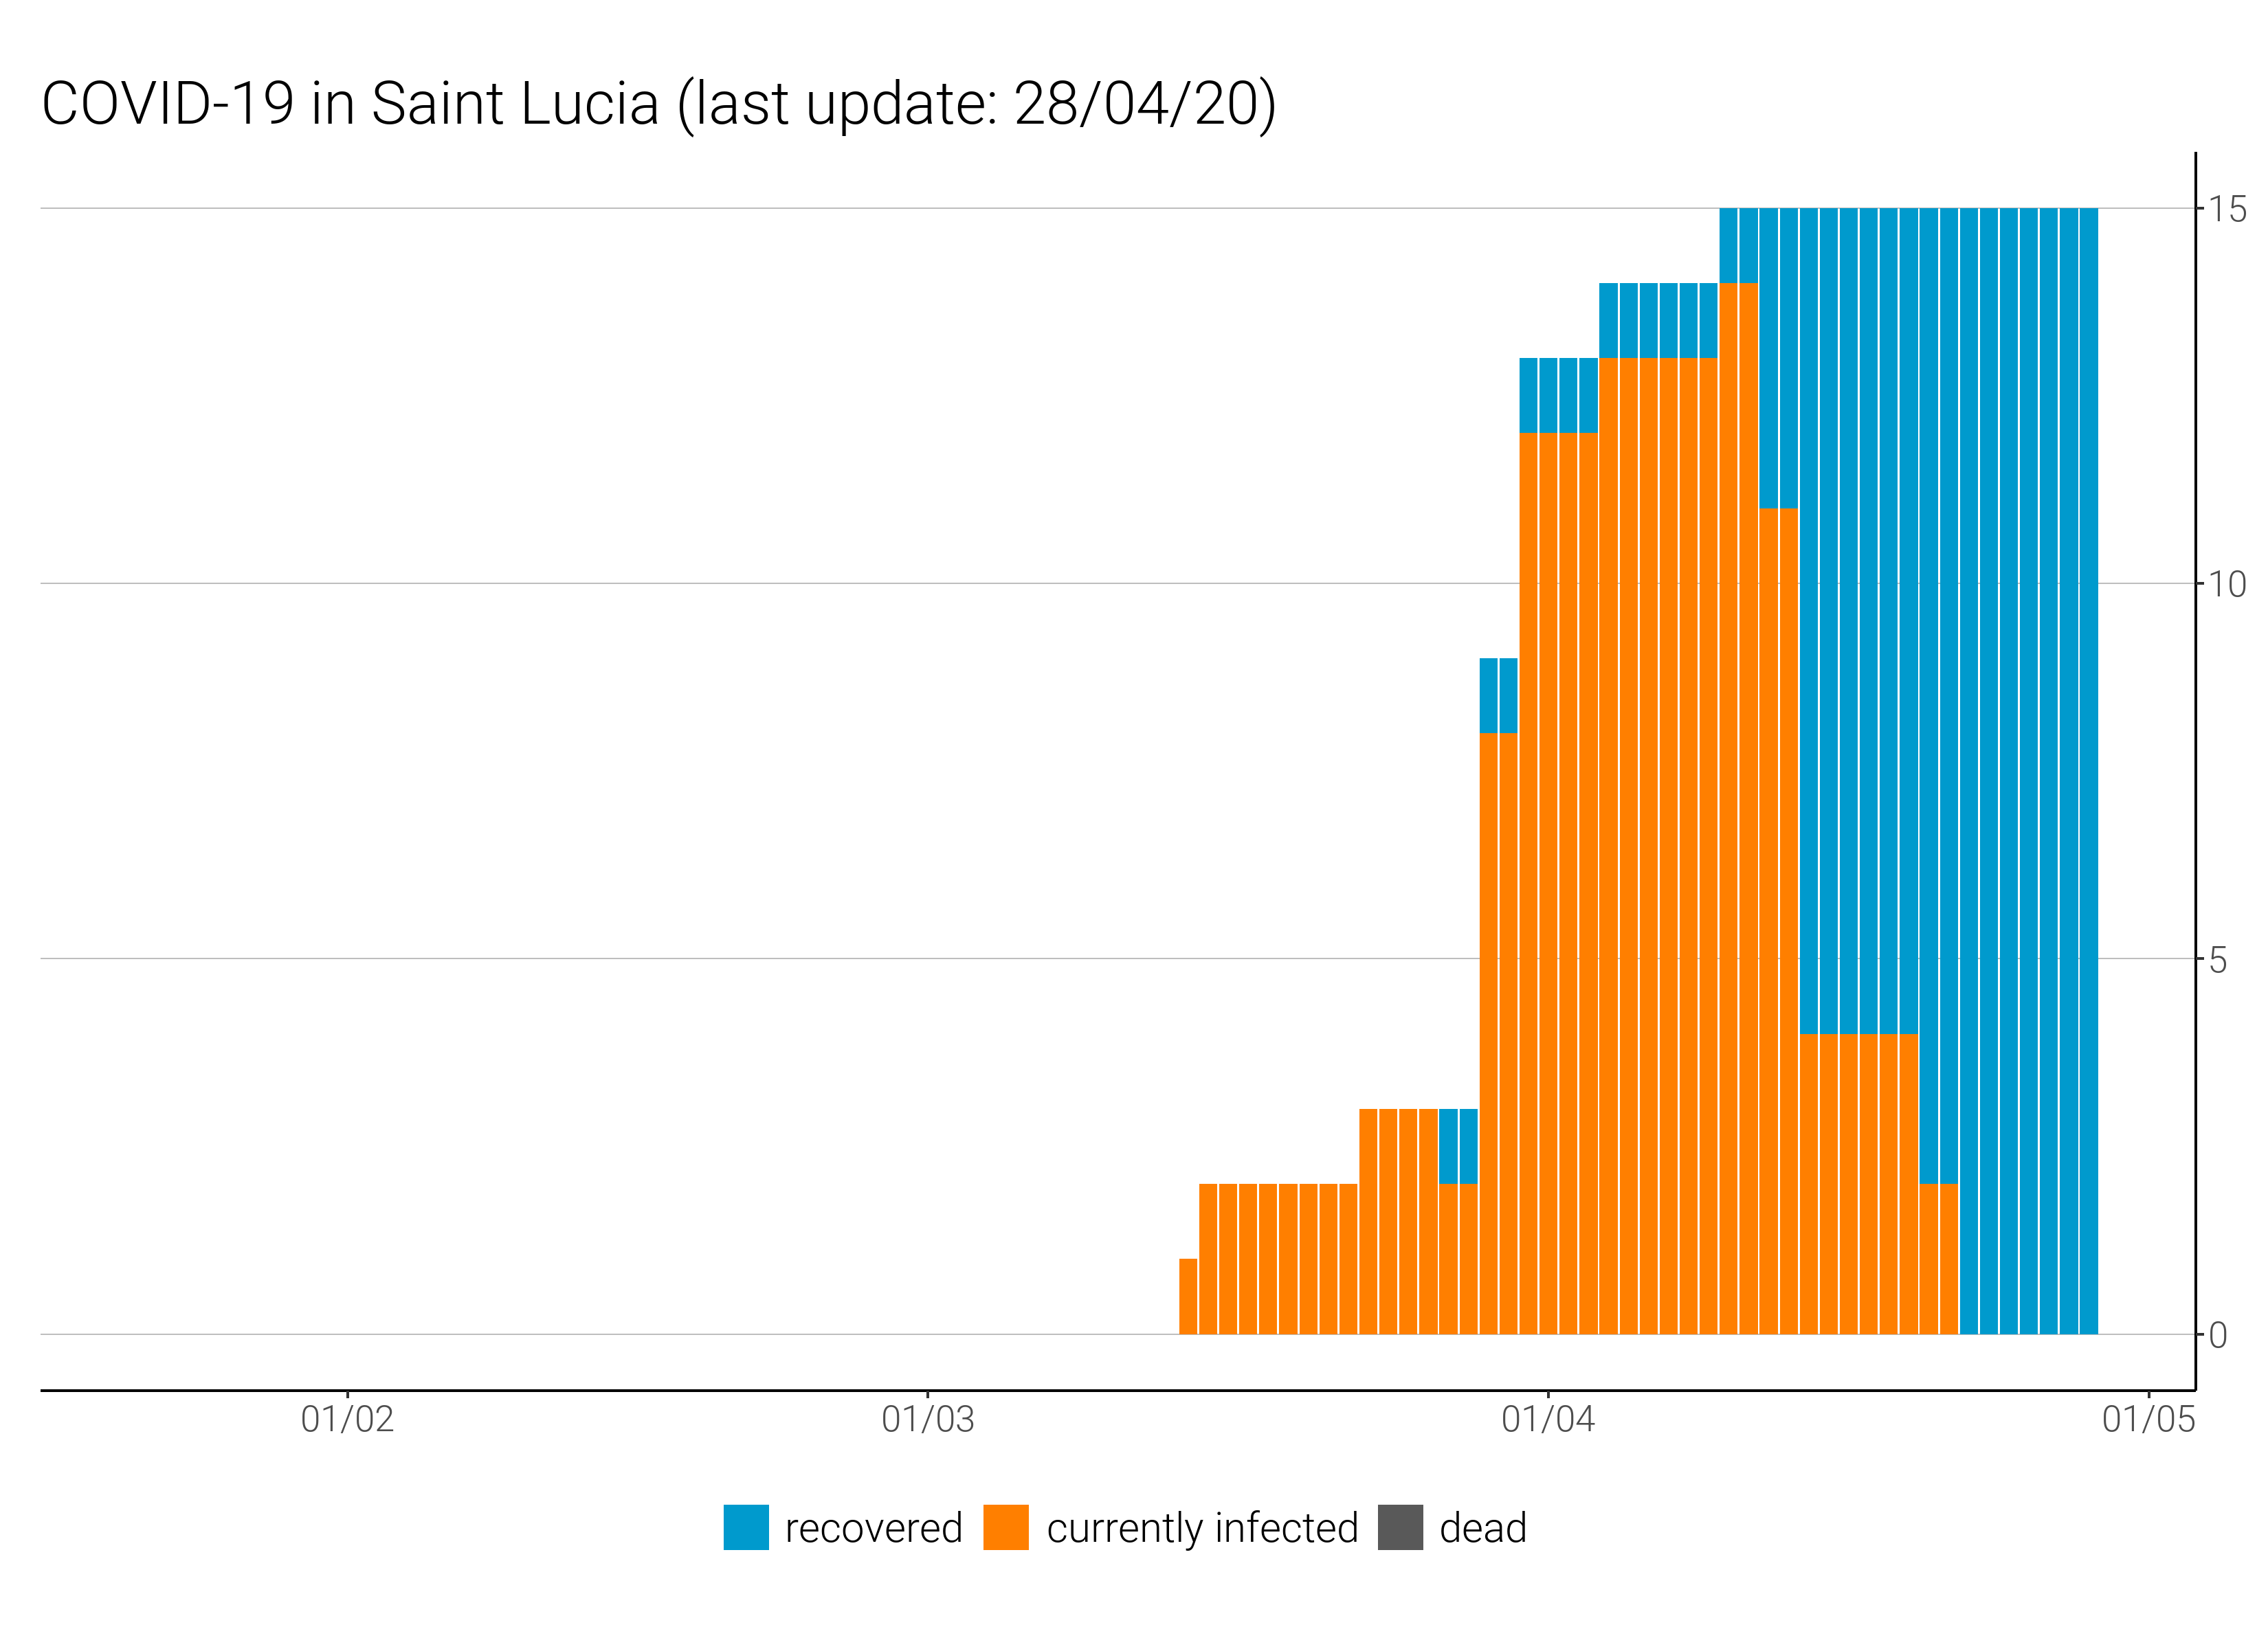 COVID-19 in Saint Lucia (last update: 28/04/20)
15
10
5
0
01/02 01/03 01/04 01/05
recovered currently infected dead